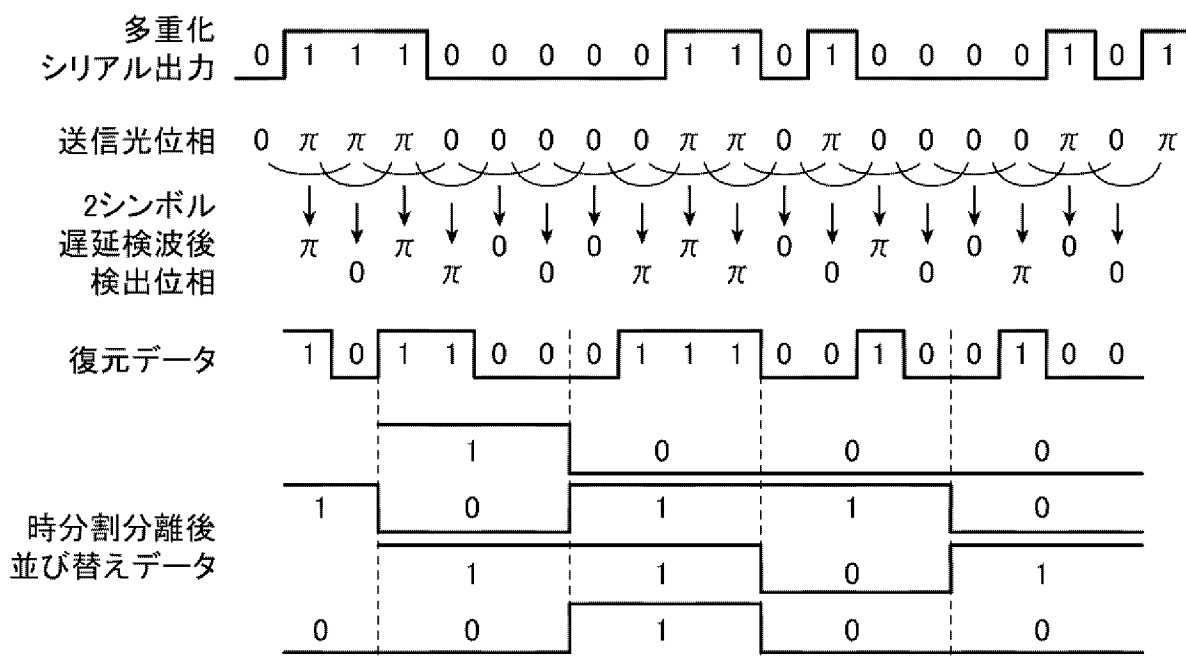 多重化
シリアル出力 0 1 1 1 0 0 0 0 0 1 1 0 1 0 0 0 0 1 0 1
送信光位相 0 π π π 0 0 0 0 0 π π 0 π 0 0 0 0 π 0 π
2シンボル
遅延検波後 π π 0 0 π 0 π 0 0
検出位相 0 π 0 π π 0 0 π 0
復元データ 1 0 1 1 0 0 0 1 1 1 0 0 1 0 0 1 0 0
1 0 0 0
1 0 1 1 0
時分割分離後
並び替えデータ 1 1 0 1
0 0 1 0 0